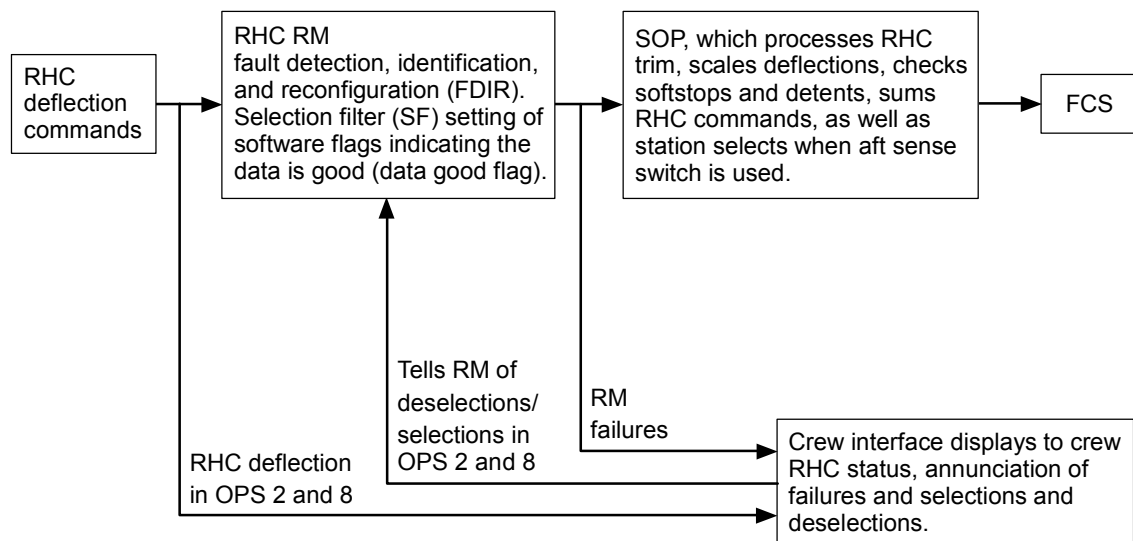 RHC
deflection
commands
RHC RM
fault detection, identification,
and reconfiguration (FDIR).
Selection filter (SF) setting of
software flags indicating the
data is good (data good flag).
SOP, which processes RHC
trim, scales deflections, checks
softstops and detents, sums
RHC commands, as well as
station selects when aft sense
switch is used.
FCS
Tells RM of
deselections/
selections in
OPS 2 and 8
RM
failures
RHC deflection
in OPS 2 and 8
Crew interface displays to crew
RHC status, annunciation of
failures and selections and
deselections.